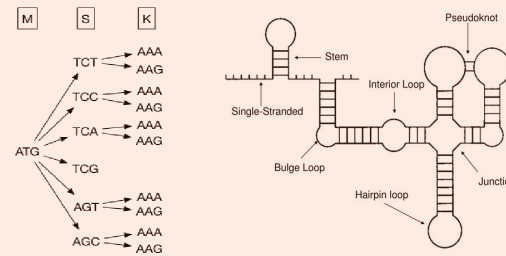 M S K
TCT AAA
AAG
TCC AAA
AAG
TCA AAA
AAG
ATG
TCG
AGT AAA
AAG
AGC AAA
AAG
Pseudoknot
Stem
Single-Stranded
Interior Loop
Bulge Loop
Junctio
Hairpin loop